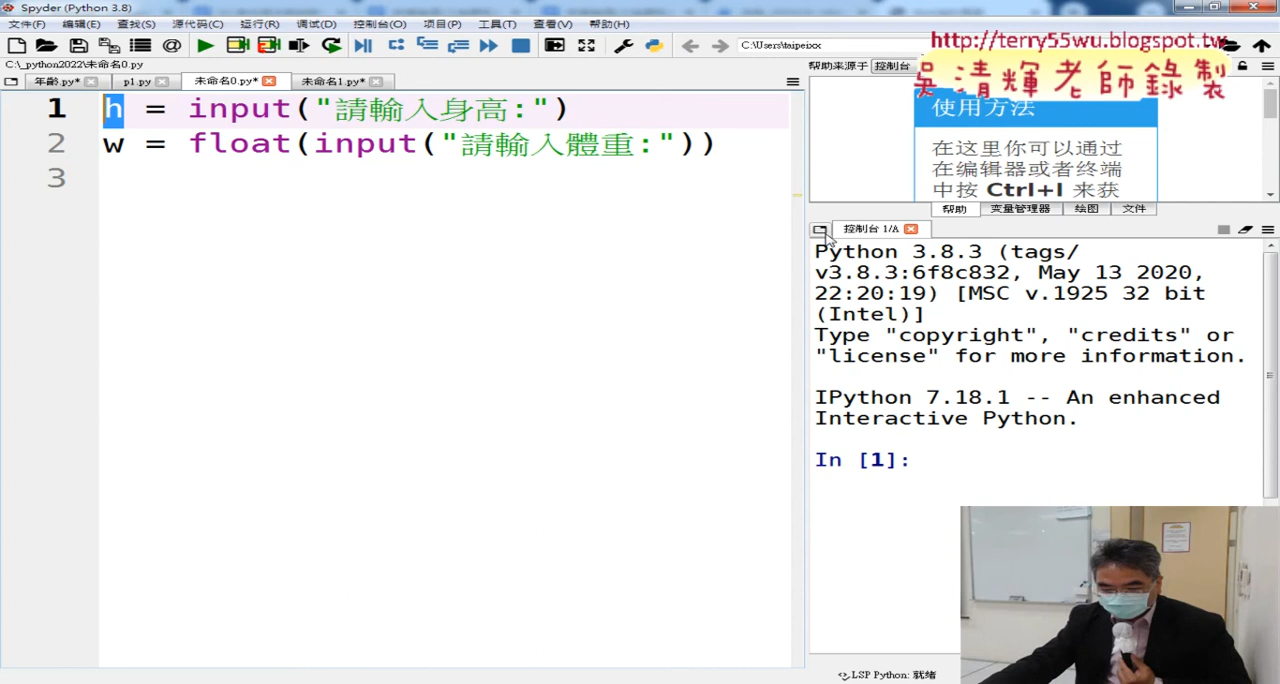 Spyder (Python 3.8)
文件(F) 编辑(E) 查找(S) 源代码(C) 运行(R) 调试(D) 控制台(O) 项目(P) 工具(T) 查看(V) 帮助(H)
C:\Users\taipeixx
http://terry55wu.blogspot.tw
吳清輝老師錄製
C:\_python2022\未命名0.py
年齡.py* p1.py 未命名0.py* 未命名1.py*
帮助来源于 控制台
1 h = input("請輸入身高:")
2 w = float(input("請輸入體重:"))
3
使用方法
在这里你可以通过
在编辑器或者终端
中按 Ctrl+I 来获
帮助 变量管理器 绘图 文件
控制台 1/A
Python 3.8.3 (tags/
v3.8.3:6f8c832, May 13 2020,
22:20:19) [MSC v.1925 32 bit
(Intel)]
Type "copyright", "credits" or
"license" for more information.
IPython 7.18.1 -- An enhanced
Interactive Python.
In [1]:
LSP Python: 就绪